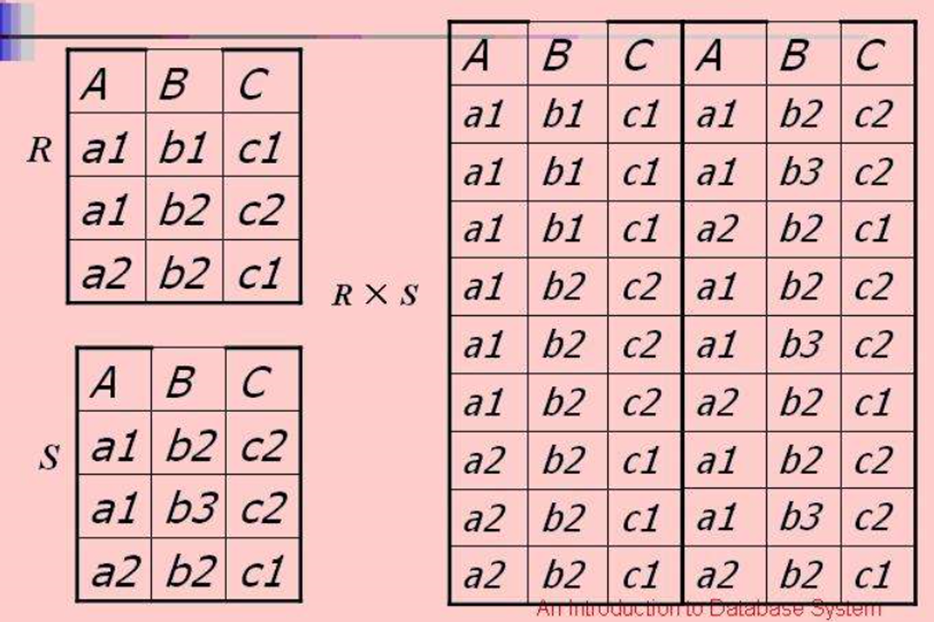 R
A B C
a1 b1 c1
a1 b2 c2
a2 b2 c1
S
A B C
a1 b2 c2
a1 b3 c2
a2 b2 c1
R × S
A B C A B C
a1 b1 c1 a1 b2 c2
a1 b1 c1 a1 b3 c2
a1 b1 c1 a2 b2 c1
a1 b2 c2 a1 b2 c2
a1 b2 c2 a1 b3 c2
a1 b2 c2 a2 b2 c1
a2 b2 c1 a1 b2 c2
a2 b2 c1 a1 b3 c2
a2 b2 c1 a2 b2 c1
An Introduction to Database System